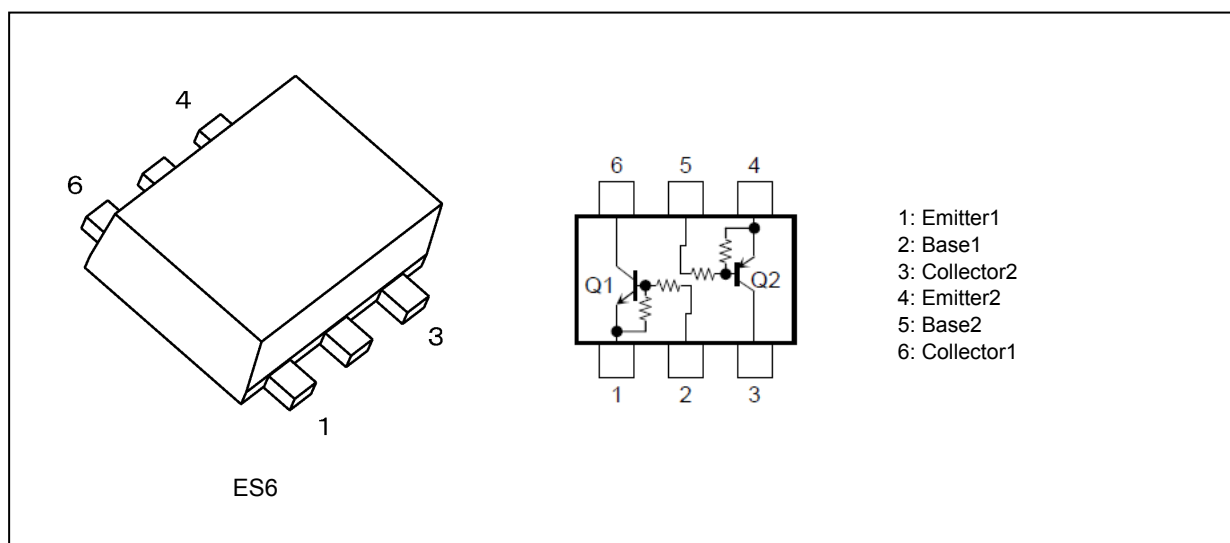 4
6
3
1
ES6
6 5 4
Q1 Q2
1 2 3
1: Emitter1
2: Base1
3: Collector2
4: Emitter2
5: Base2
6: Collector1